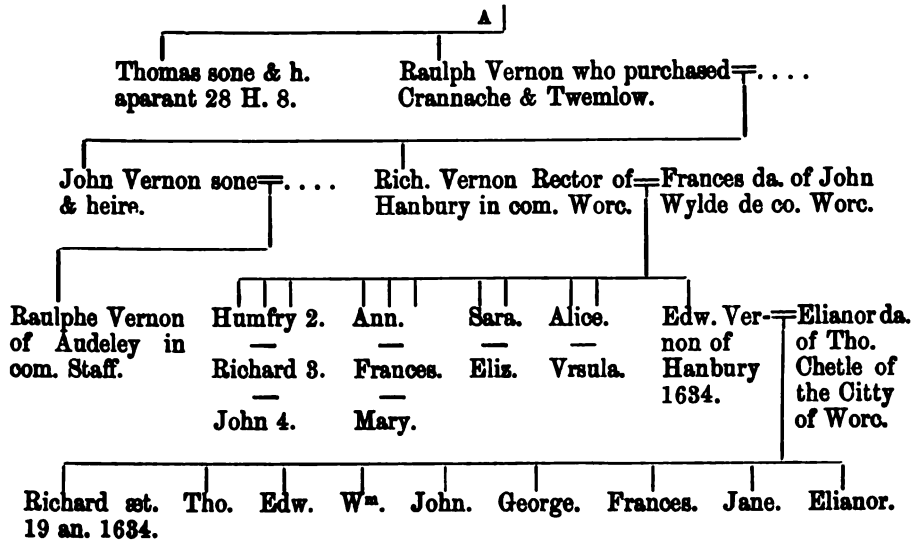 A
Thomas sone & h.
aparant 28 H. 8.
Raulph Vernon who purchased=....
Crannache & Twemlow.
John Vernon sone=....
& heire.
Rich. Vernon Rector of=Frances da. of John
Hanbury in com. Worc. Wylde de co. Worc.
Raulphe Vernon
of Audeley in
com. Staff.
Humfry 2.
—
Richard 3.
—
John 4.
Ann.
—
Frances.
—
Mary.
Sara.
—
Eliz.
Alice.
—
Vrsula.
Edw. Ver-=Elianor da.
non of
Hanbury
1634.
of Tho.
Chetle of
the Citty
of Worc.
Richard æt. Tho. Edw. Wm. John. George. Frances. Jane. Elianor.
19 an. 1634.